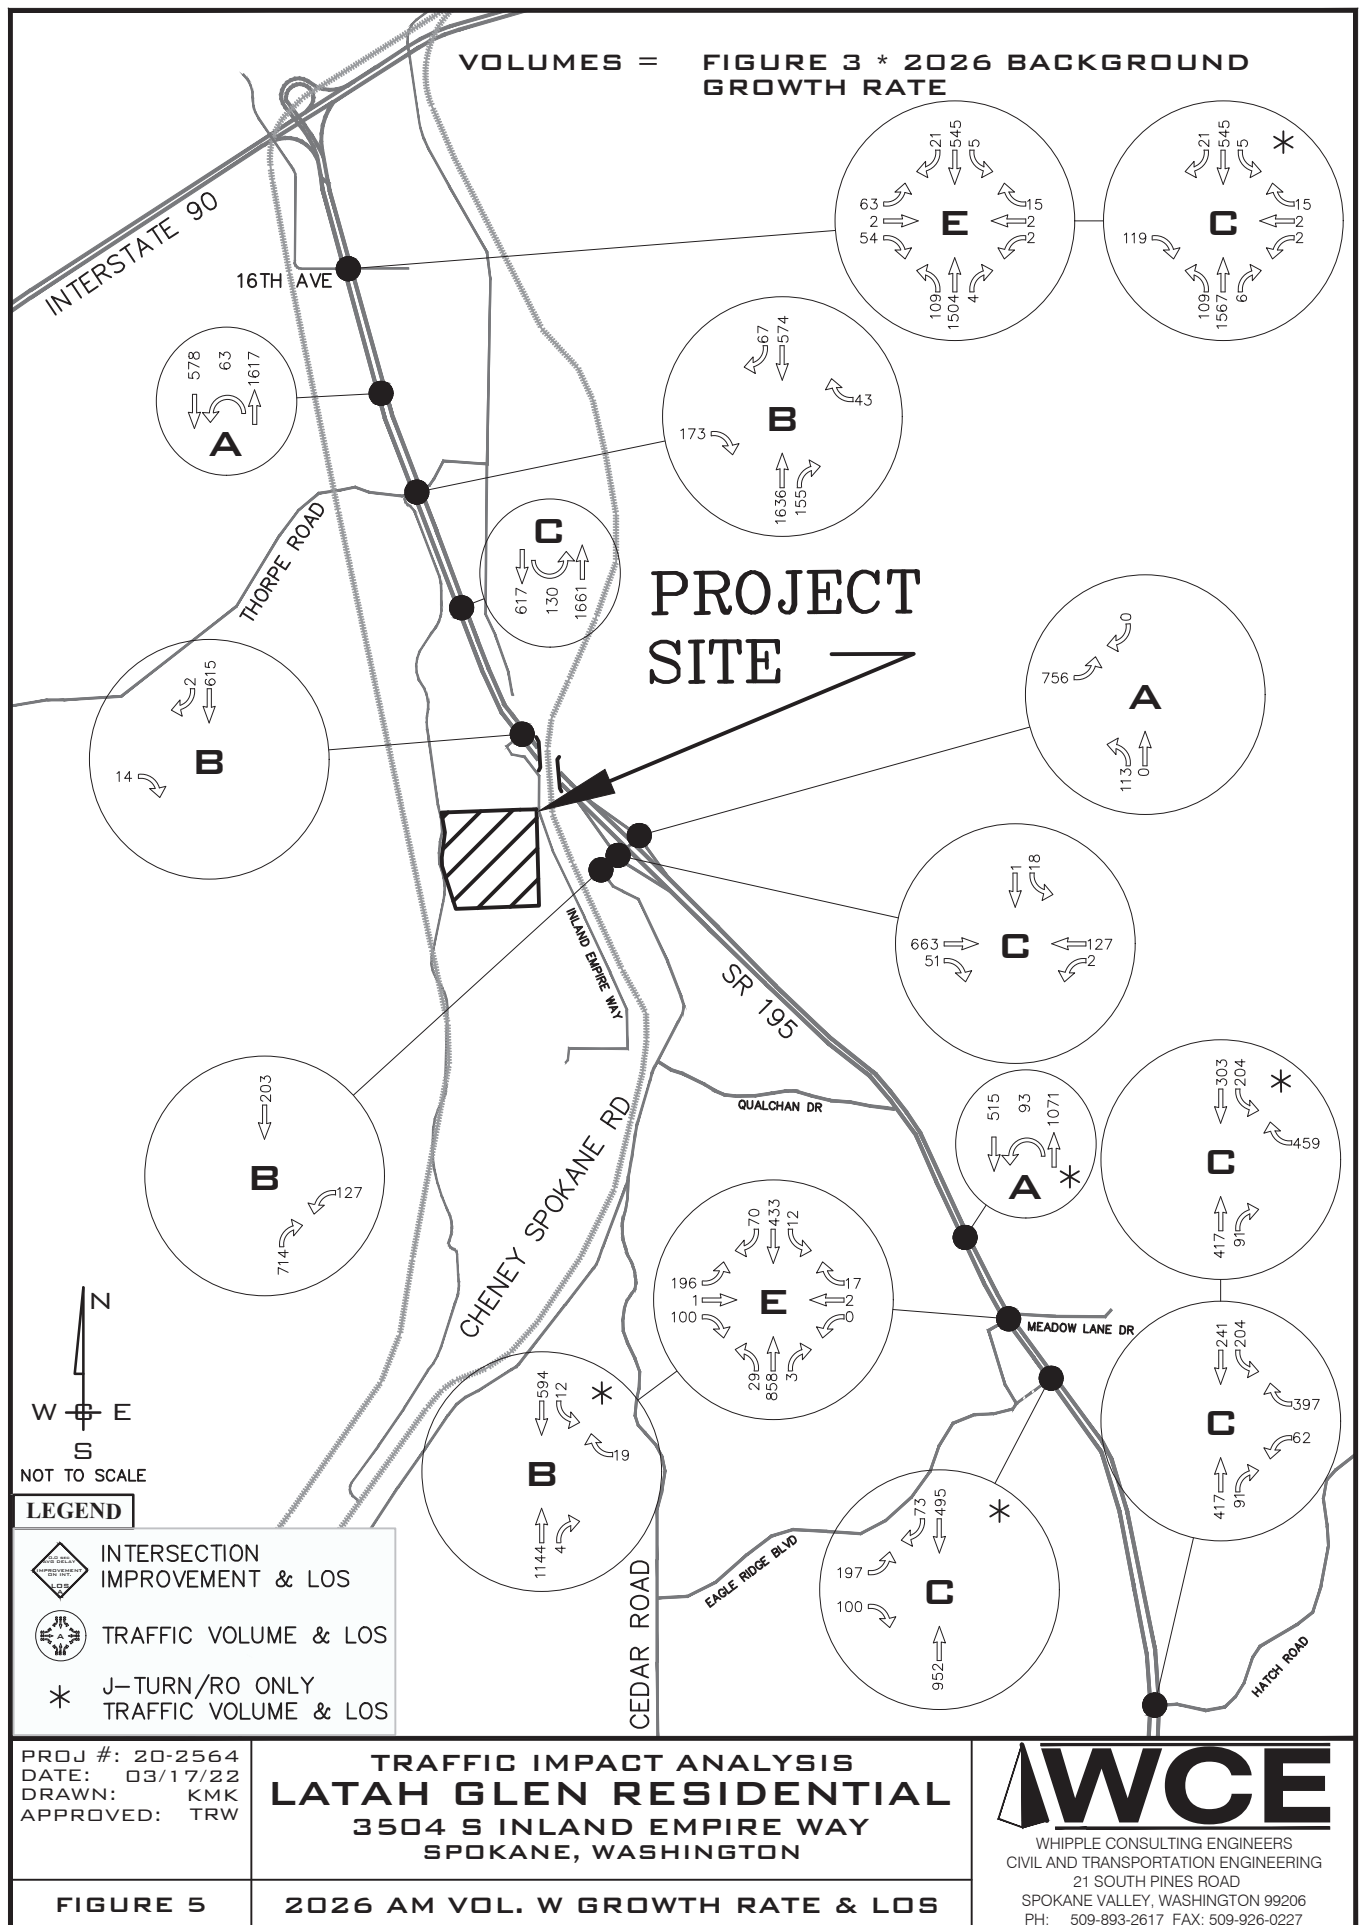 VOLUMES = FIGURE 3 * 2026 BACKGROUND
GROWTH RATE
INTERSTATE 90
16TH AVE
21
545
5
63
2
54
E
15
2
2
109
1504
4
21
545
5
*
119
C
15
2
2
109
1567
6
578
63
1617
A
67
574
43
173
B
1636
155
THORPE ROAD
C
617
130
1661
PROJECT
SITE
2
615
B
14
0
756
A
113
0
1
18
663
51
C
127
2
INLAND EMPIRE WAY
SR 195
203
B
127
714
QUALCHAN DR
CHENEY SPOKANE RD
515
93
1071
A
*
303
204
*
459
C
417
91
70
433
12
196
1
100
E
17
2
0
29
858
3
MEADOW LANE DR
241
204
397
C
62
417
91
594
12
*
19
B
1144
4
73
495
*
197
C
100
952
EAGLE RIDGE BLVD
CEDAR ROAD
HATCH ROAD
N
W E
S
NOT TO SCALE
LEGEND
IMPROVEMENT
ON INT.
LOS
INTERSECTION
IMPROVEMENT & LOS
A
TRAFFIC VOLUME & LOS
* J-TURN/RO ONLY
TRAFFIC VOLUME & LOS
PROJ #: 20-2564
DATE: 03/17/22
DRAWN: KMK
APPROVED: TRW
FIGURE 5
TRAFFIC IMPACT ANALYSIS
LATAH GLEN RESIDENTIAL
3504 S INLAND EMPIRE WAY
SPOKANE, WASHINGTON
2026 AM VOL. W GROWTH RATE & LOS
WCE
WHIPPLE CONSULTING ENGINEERS
CIVIL AND TRANSPORTATION ENGINEERING
21 SOUTH PINES ROAD
SPOKANE VALLEY, WASHINGTON 99206
PH: 509-893-2617 FAX: 509-926-0227